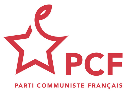 PCF
PARTI COMMUNISTE FRANÇAIS